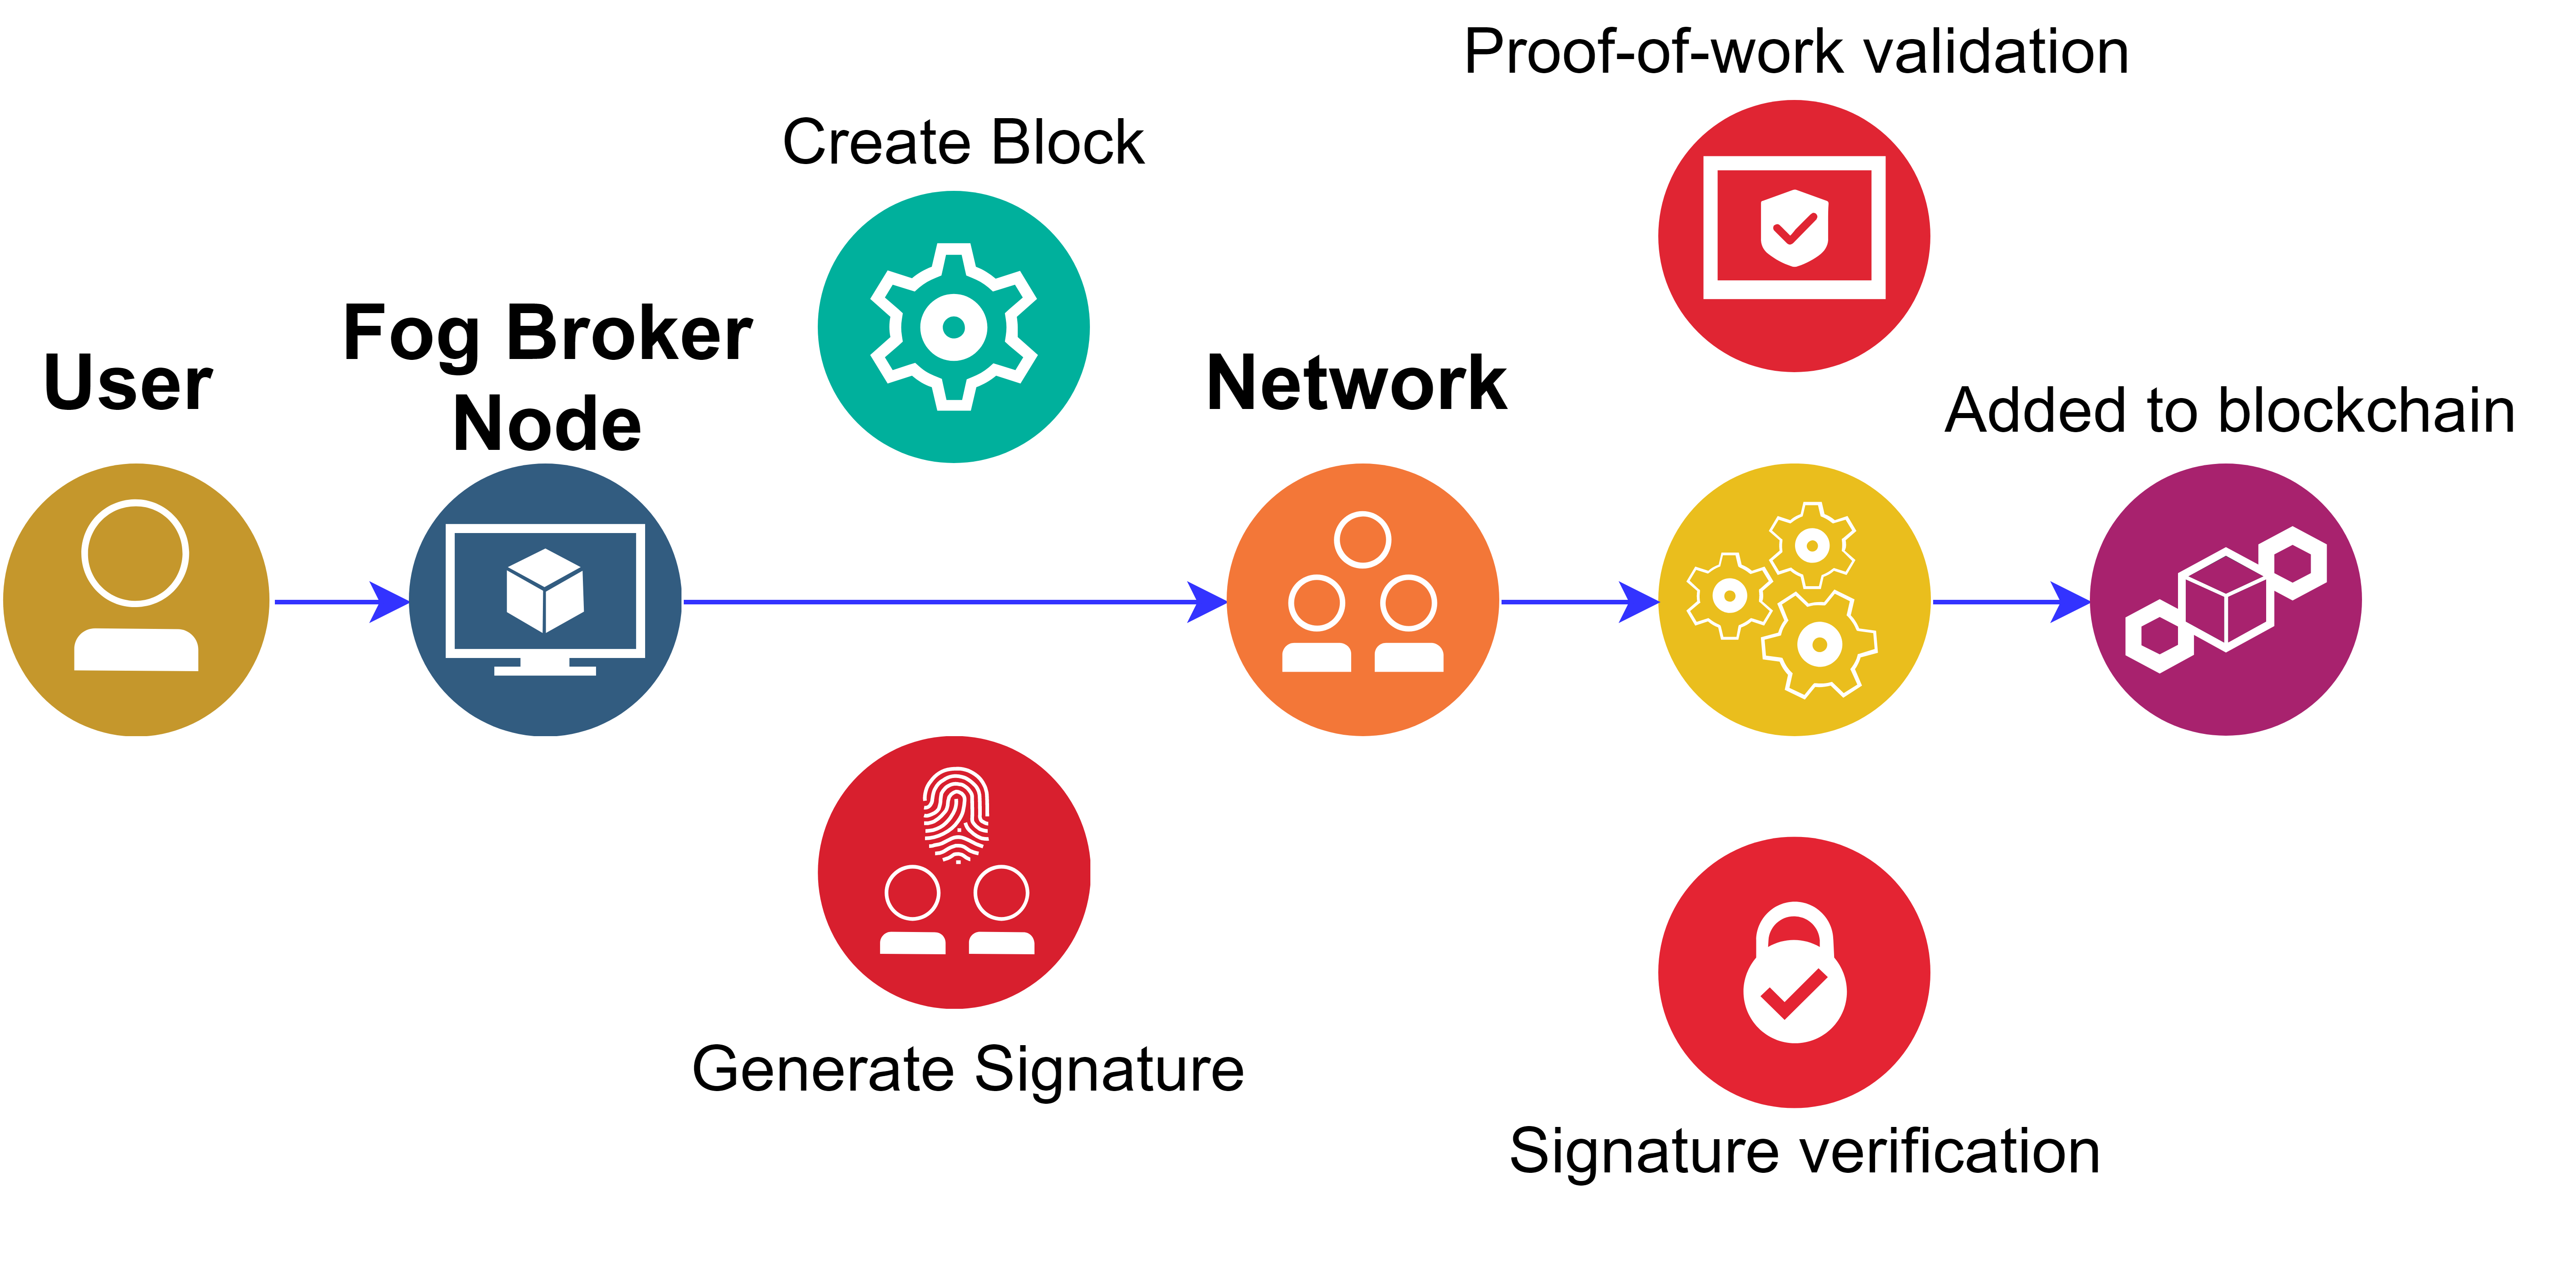 Proof-of-work validation
Create Block
Fog Broker
Node
User
Network
Added to blockchain
Generate Signature
Signature verification